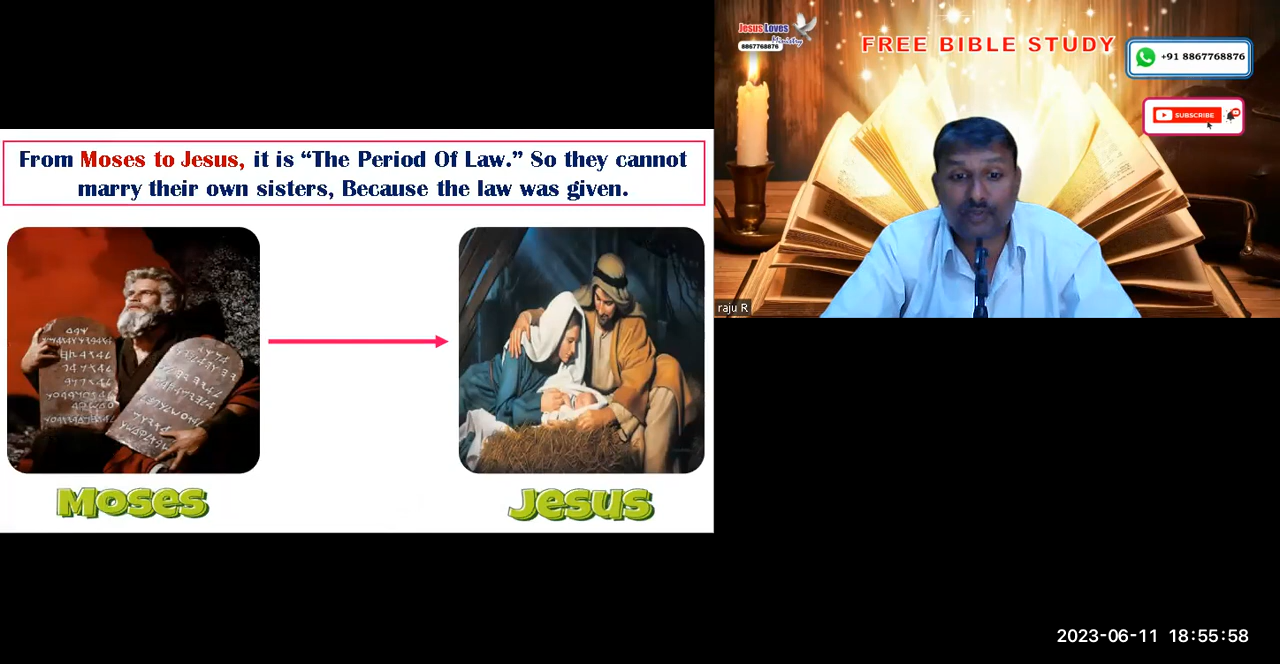 From Moses to Jesus, it is “The Period Of Law.” So they cannot
marry their own sisters, Because the law was given.
Moses
Jesus
Jesus Loves
Ministry
8867768876
FREE BIBLE STUDY
+91 8867768876
SUBSCRIBE
raju R
2023-06-11 18:55:58